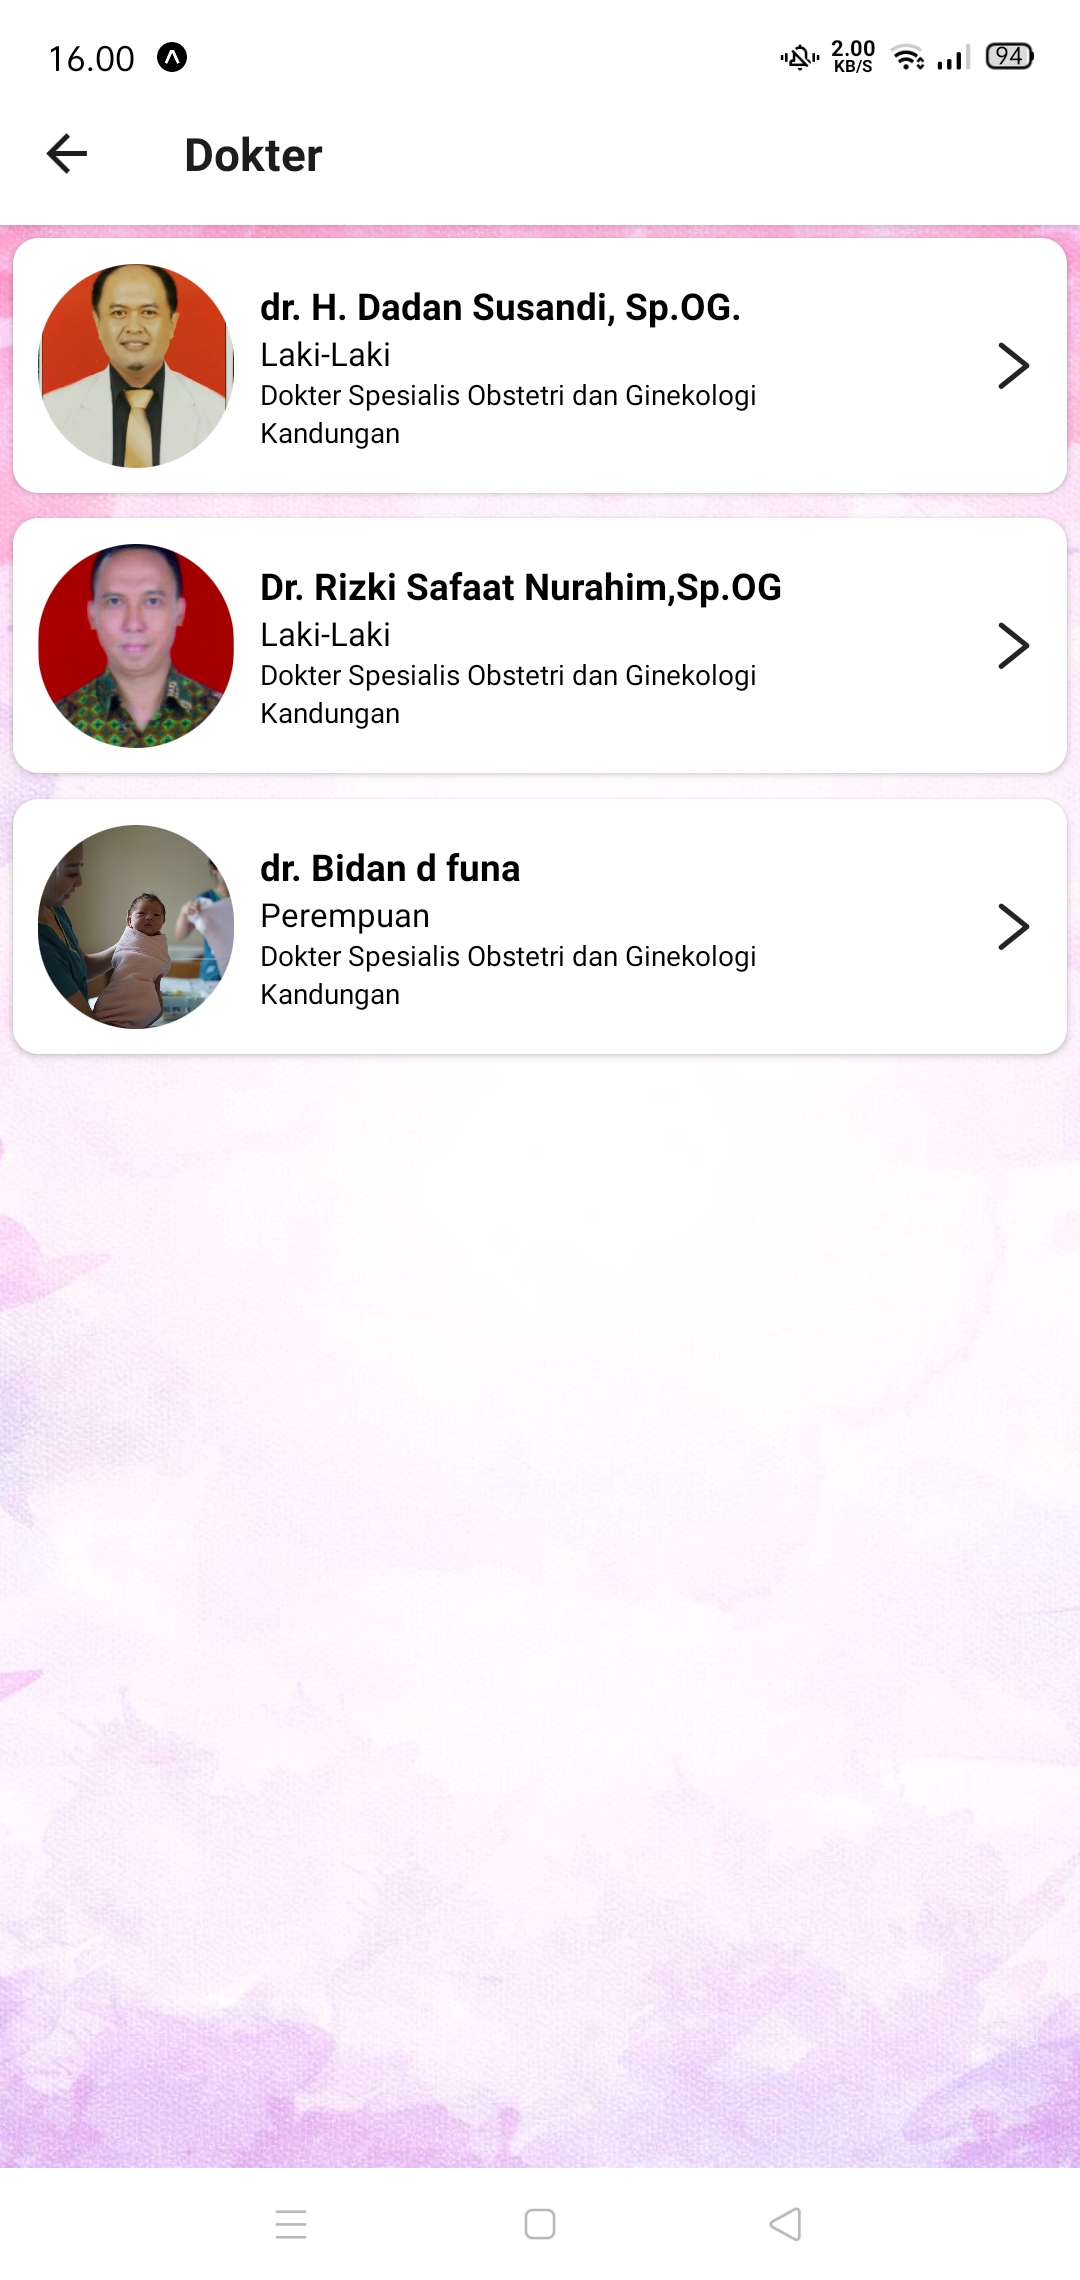 16.00
2.00
KB/S
94
Dokter
dr. H. Dadan Susandi, Sp.OG.
Laki-Laki
Dokter Spesialis Obstetri dan Ginekologi
Kandungan
Dr. Rizki Safaat Nurahim,Sp.OG
Laki-Laki
Dokter Spesialis Obstetri dan Ginekologi
Kandungan
dr. Bidan d funa
Perempuan
Dokter Spesialis Obstetri dan Ginekologi
Kandungan